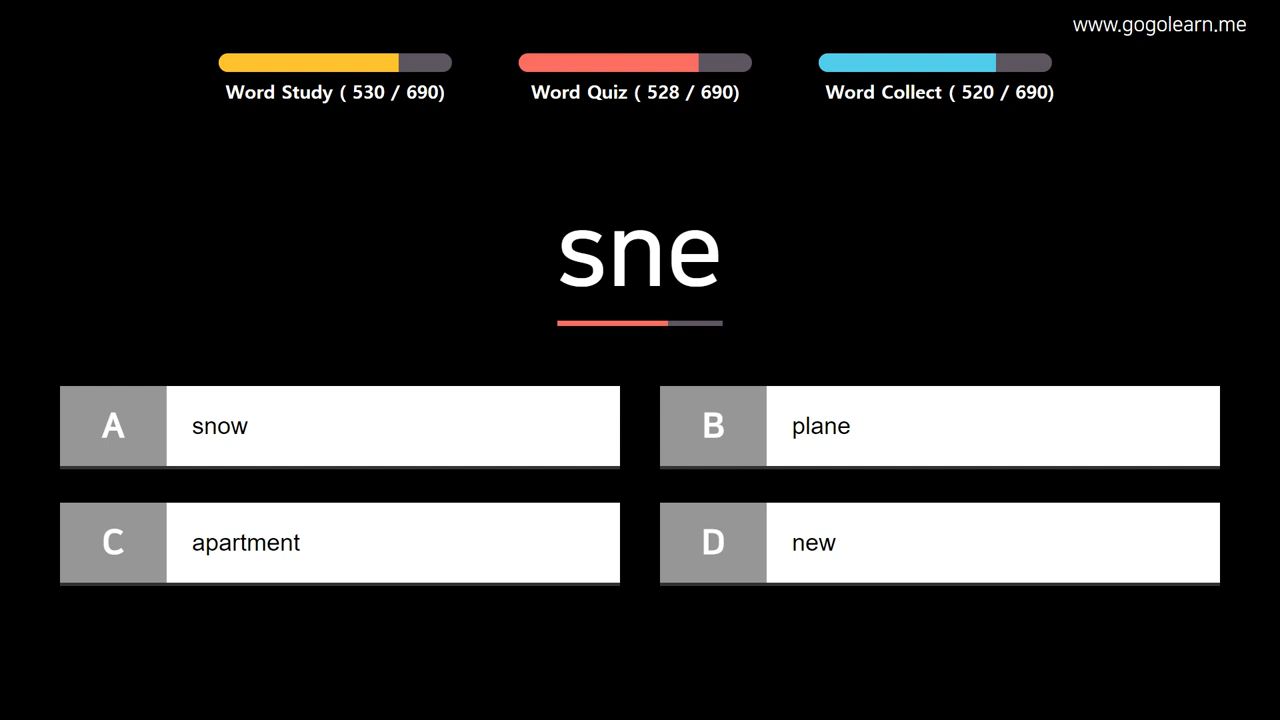 www.gogolearn.me
Word Study ( 530 / 690)
Word Quiz ( 528 / 690)
Word Collect ( 520 / 690)
sne
A snow
B plane
C apartment
D new